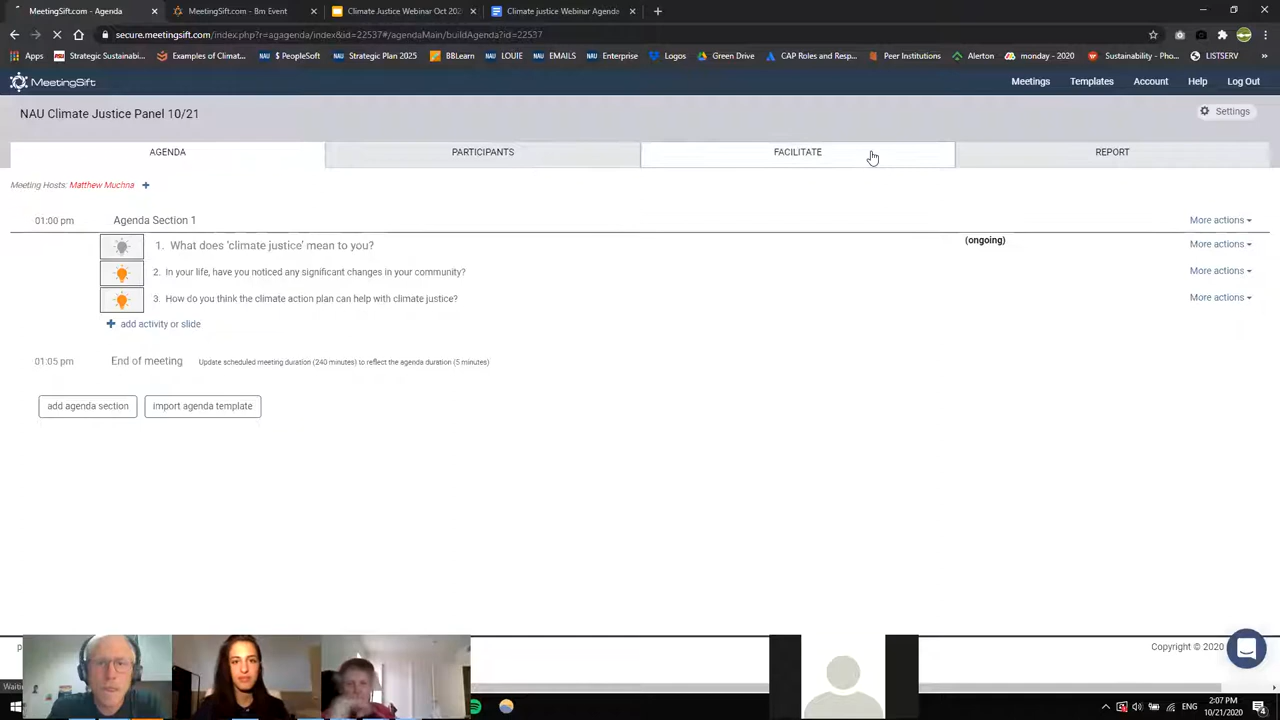 MeetingSift.com - Agenda
MeetingSift.com - Bm Event
Climate Justice Webinar Oct 202
Climate justice Webinar Agenda
secure.meetingsift.com/index.php?r=agagenda/index&id=22537#/agendaMain/buildAgenda?id=22537
Apps
Strategic Sustainabi...
Examples of Climat...
$ PeopleSoft
Strategic Plan 2025
BBLearn
LOUIE
EMAILS
Enterprise
Logos
Green Drive
CAP Roles and Resp...
Peer Institutions
Alerton
monday - 2020
Sustainability - Pho...
LISTSERV
MeetingSift
Meetings
Templates
Account
Help
Log Out
NAU Climate Justice Panel 10/21
Settings
AGENDA
PARTICIPANTS
FACILITATE
REPORT
Meeting Hosts: Matthew Muchna
01:00 pm
Agenda Section 1
More actions
1. What does 'climate justice' mean to you?
(ongoing)
More actions
2. In your life, have you noticed any significant changes in your community?
More actions
3. How do you think the climate action plan can help with climate justice?
More actions
add activity or slide
01:05 pm
End of meeting
Update scheduled meeting duration (240 minutes) to reflect the agenda duration (5 minutes)
add agenda section
import agenda template
Copyright © 2020
ENG
2:07 PM
10/21/2020
4